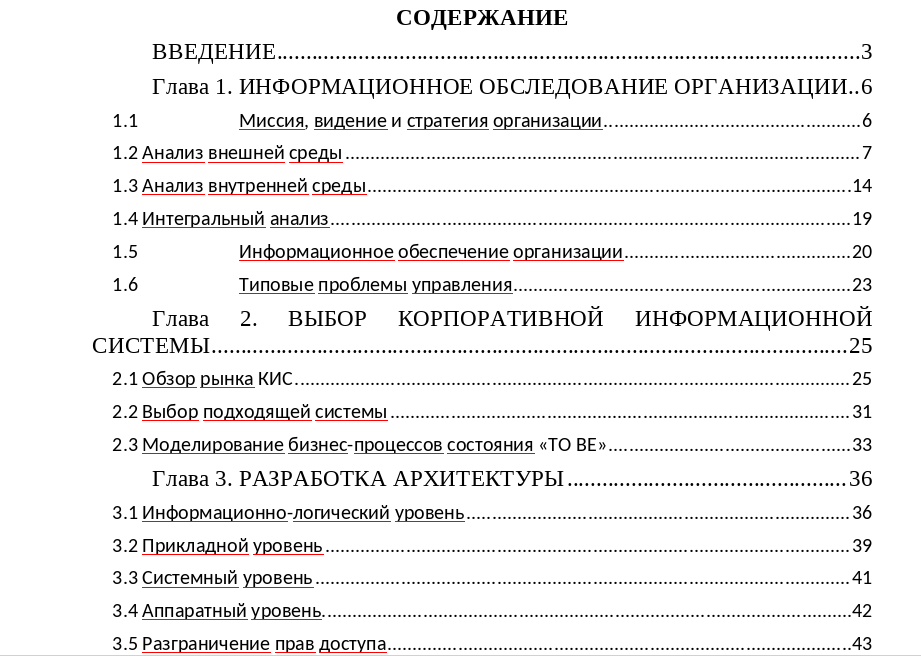 СОДЕРЖАНИЕ
ВВЕДЕНИЕ....................................................................................................3
Глава 1. ИНФОРМАЦИОННОЕ ОБСЛЕДОВАНИЕ ОРГАНИЗАЦИИ..6
1.1 Миссия, видение и стратегия организации..................................................6
1.2 Анализ внешней среды....................................................................................7
1.3 Анализ внутренней среды..............................................................................14
1.4 Интегральный анализ......................................................................................19
1.5 Информационное обеспечение организации............................................20
1.6 Типовые проблемы управления..................................................................23
Глава 2. ВЫБОР КОРПОРАТИВНОЙ ИНФОРМАЦИОННОЙ
СИСТЕМЫ.............................................................................................................25
2.1 Обзор рынка КИС............................................................................................25
2.2 Выбор подходящей системы..........................................................................31
2.3 Моделирование бизнес-процессов состояния «TO BE»..............................33
Глава 3. РАЗРАБОТКА АРХИТЕКТУРЫ................................................36
3.1 Информационно-логический уровень...........................................................36
3.2 Прикладной уровень.......................................................................................39
3.3 Системный уровень.........................................................................................41
3.4 Аппаратный уровень.......................................................................................42
3.5 Разграничение прав доступа..........................................................................43